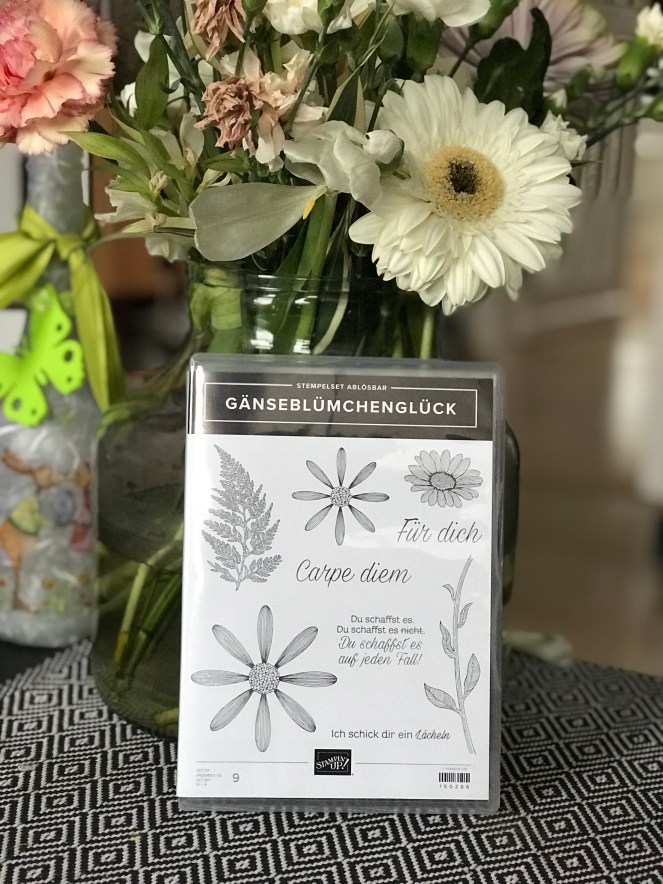 STEMPELSET ABLÖSBAR
GÄNSEBLÜMCHENGLÜCK
Für dich
Carpe diem
Du schaffst es.
Du schaffst es nicht.
Du schaffst es
auf jeden Fall!
Ich schick dir ein Lächeln
STAMPIN' UP!
9
150266